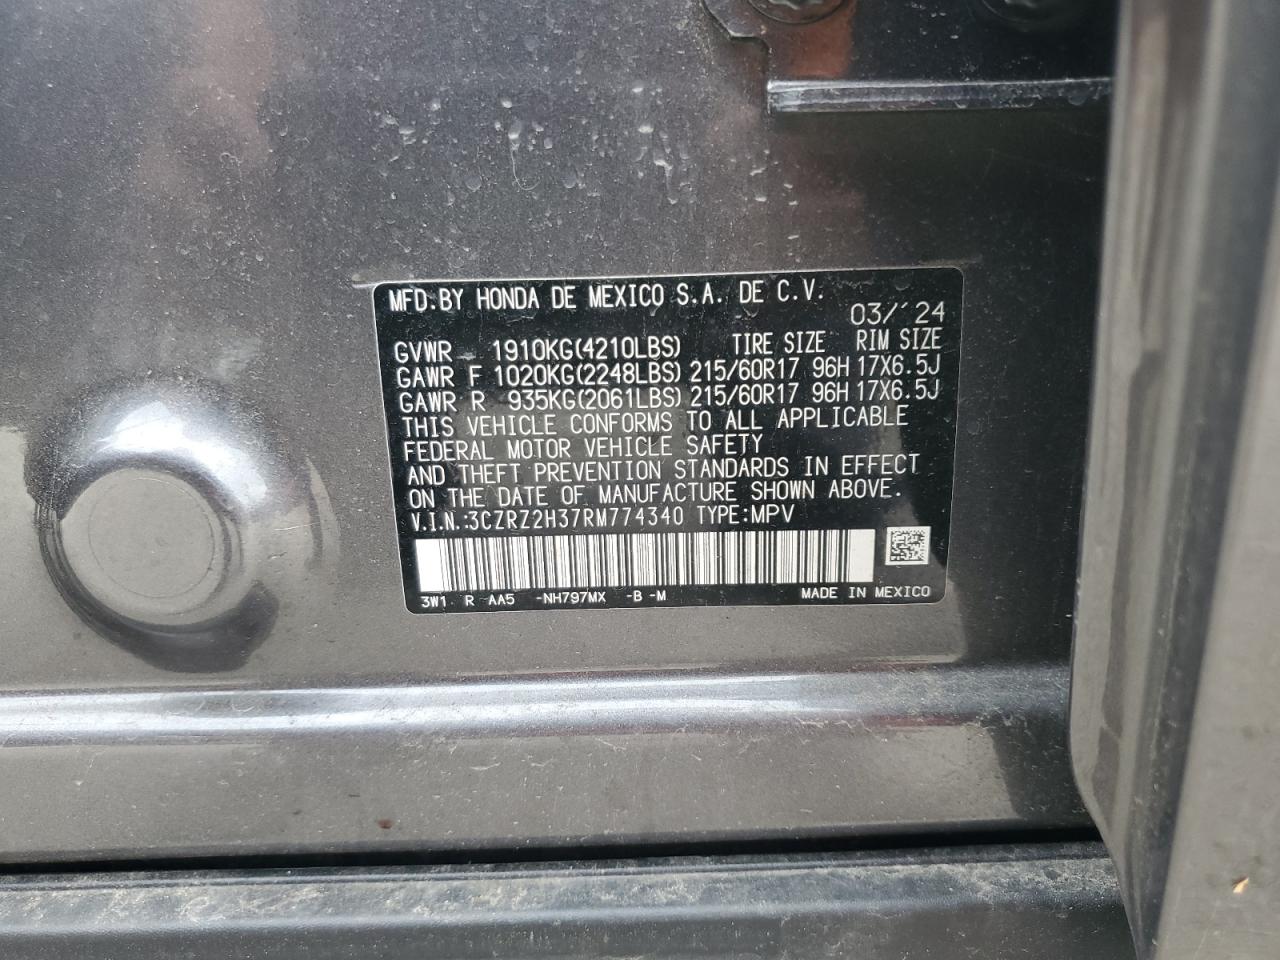 MFD.BY HONDA DE MEXICO S.A. DE C.V.
03/´24
GVWR 1910KG(4210LBS) TIRE SIZE RIM SIZE
GAWR F 1020KG(2248LBS) 215/60R17 96H 17X6.5J
GAWR R 935KG(2061LBS) 215/60R17 96H 17X6.5J
THIS VEHICLE CONFORMS TO ALL APPLICABLE
FEDERAL MOTOR VEHICLE SAFETY
AND THEFT PREVENTION STANDARDS IN EFFECT
ON THE DATE OF MANUFACTURE SHOWN ABOVE.
V.I.N.:3CZRZ2H37RM774340 TYPE:MPV
3W1 R AA5 -NH797MX -B -M MADE IN MEXICO